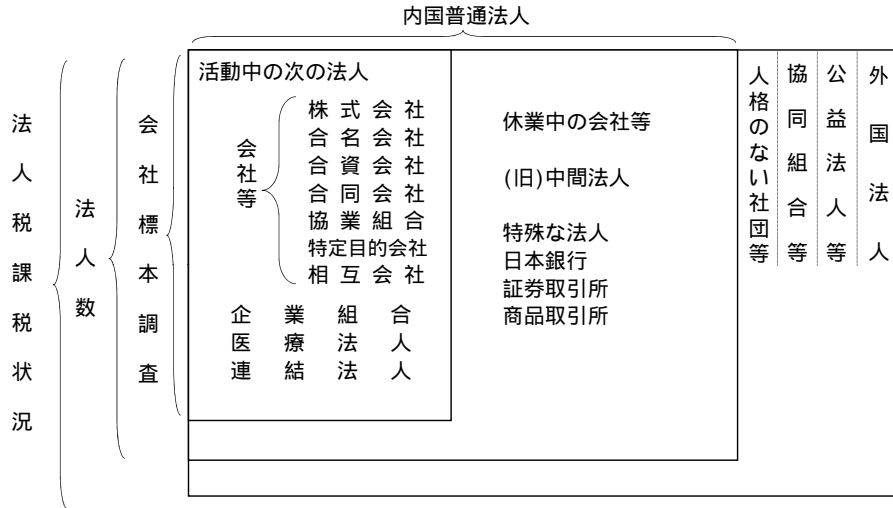 内国普通法人
法人税課税状況
法人数
会社標本調査
活動中の次の法人
会社等
株式会社
合名会社
合資会社
合同会社
協業組合
特定目的会社
相互会社
企業組合
医療法人
連結法人
休業中の会社等
(旧)中間法人
特殊な法人
日本銀行
証券取引所
商品取引所
人格のない社団等
協同組合等
公益法人等
外国法人